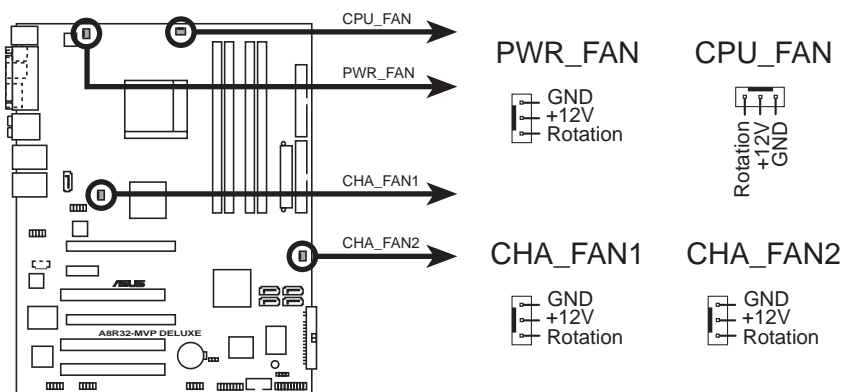 CPU_FAN
PWR_FAN
CHA_FAN1
CHA_FAN2
ASUS
A8R32-MVP DELUXE
PWR_FAN
GND
+12V
Rotation
CPU_FAN
Rotation
+12V
GND
CHA_FAN1
GND
+12V
Rotation
CHA_FAN2
GND
+12V
Rotation